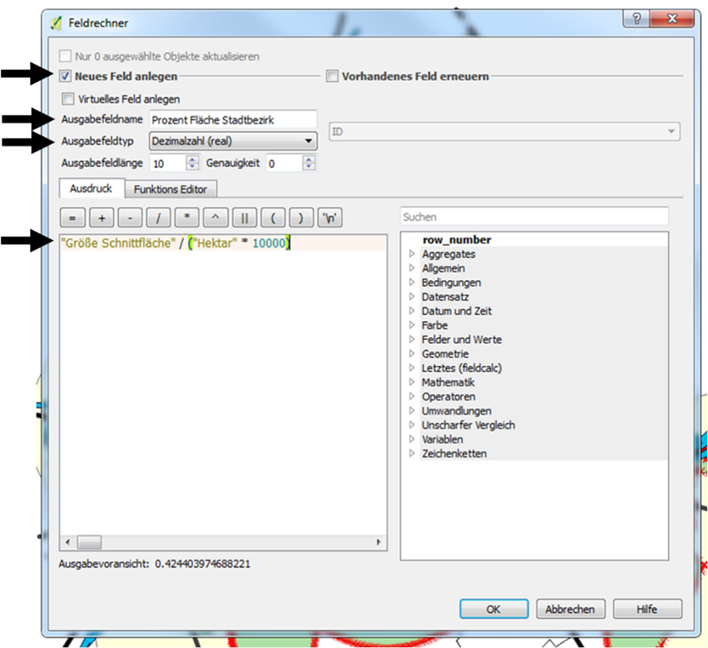 Feldrechner
Nur 0 ausgewählte Objekte aktualisieren
Neues Feld anlegen
Vorhandenes Feld erneuern
Virtuelles Feld anlegen
Ausgabefeldname Prozent Fläche Stadtbezirk
ID
Ausgabefeldtyp Dezimalzahl (real)
Ausgabefeldlänge 10 Genauigkeit 0
Ausdruck Funktions Editor
= + - / * ^ || ( ) '\n'
"Größe Schnittfläche" / ("Hektar" * 10000)
Suchen
row_number
Aggregates
Allgemein
Bedingungen
Datensatz
Datum und Zeit
Farbe
Felder und Werte
Geometrie
Letztes (fieldcalc)
Mathematik
Operatoren
Umwandlungen
Unscharfer Vergleich
Variablen
Zeichenketten
Ausgabevoransicht: 0.424403974688221
OK Abbrechen Hilfe